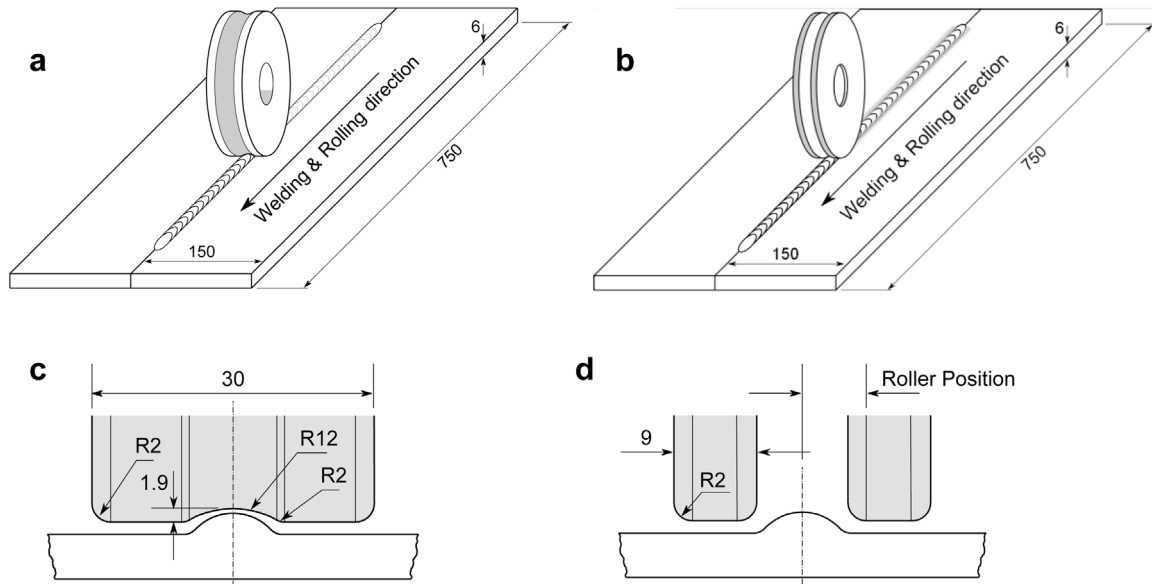 a
6
Welding & Rolling direction
750
150
b
6
Welding & Rolling direction
750
150
c
30
R2
R12
1.9
R2
d
Roller Position
9
R2